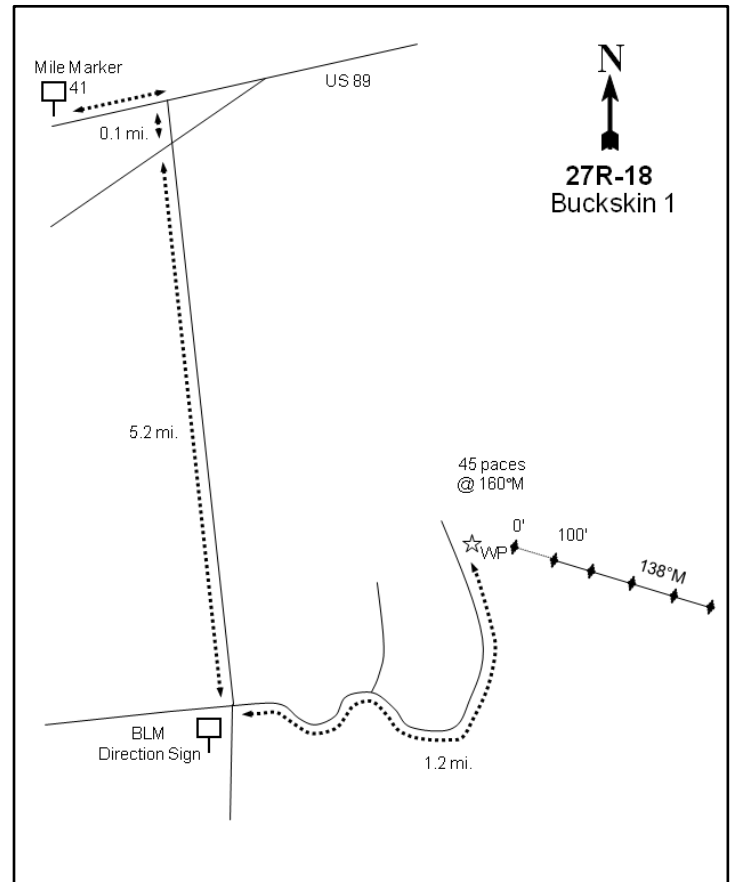 Mile Marker
41
US 89
0.1 mi.
N
27R-18
Buckskin 1
5.2 mi.
45 paces
@ 160°M
0'
100'
WP
138°M
BLM
Direction Sign
1.2 mi.